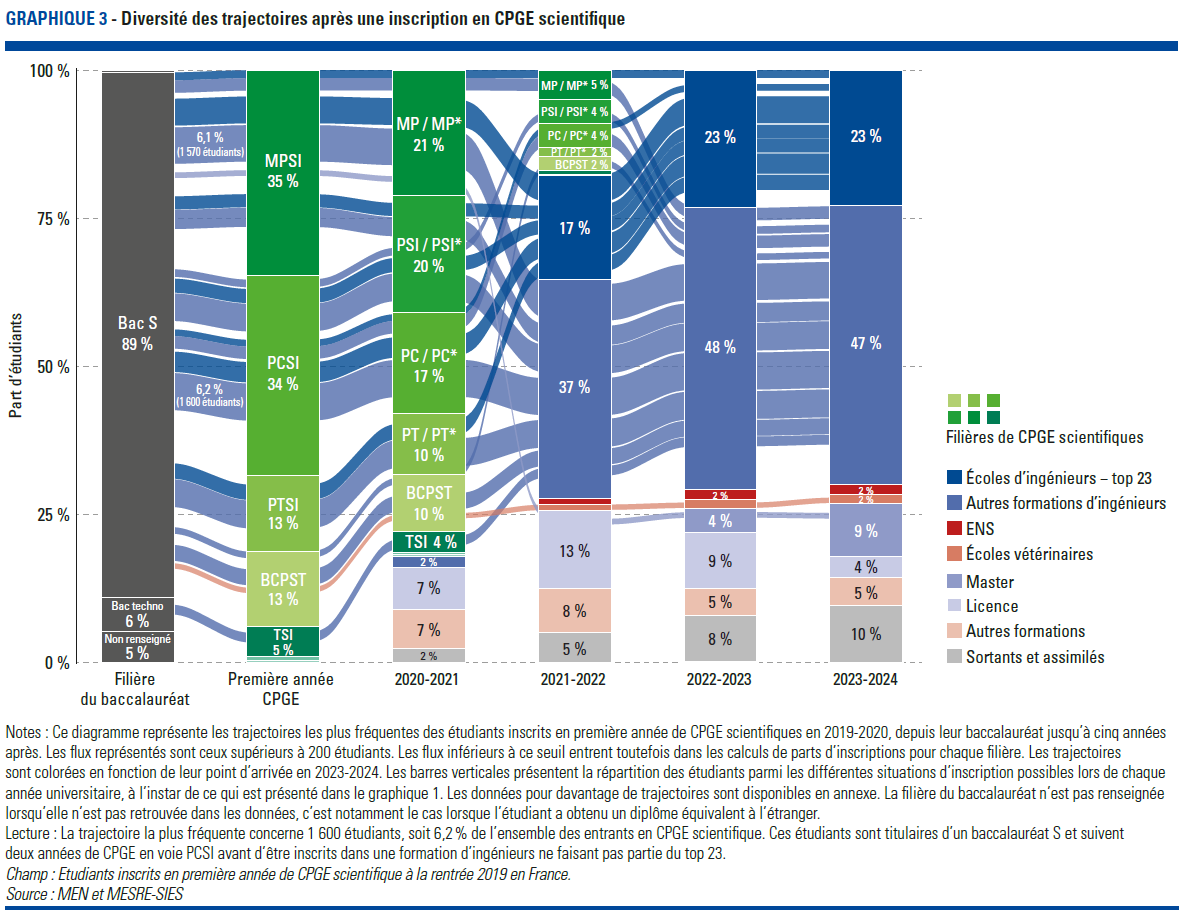 GRAPHIQUE 3 - Diversité des trajectoires après une inscription en CPGE scientifique
Part d'étudiants
100 %
75 %
50 %
25 %
0 %
Bac S
89 %
Bac techno
6 %
Non renseigné
5 %
6,1 %
(1 570 étudiants)
6,2 %
(1 600 étudiants)
MPSI
35 %
PCSI
34 %
PTSI
13 %
BCPST
13 %
TSI
5 %
MP / MP*
21 %
PSI / PSI*
20 %
PC / PC*
17 %
PT / PT*
10 %
BCPST
10 %
TSI 4 %
2 %
7 %
7 %
2 %
MP / MP* 5 %
PSI / PSI* 4 %
PC / PC* 4 %
PT / PT* 2 %
BCPST 2 %
17 %
37 %
13 %
8 %
5 %
23 %
48 %
2 %
4 %
9 %
5 %
8 %
23 %
47 %
2 %
2 %
9 %
4 %
5 %
10 %
Filière
du baccalauréat
Première année
CPGE
2020-2021
2021-2022
2022-2023
2023-2024
Filières de CPGE scientifiques
Écoles d'ingénieurs – top 23
Autres formations d'ingénieurs
ENS
Écoles vétérinaires
Master
Licence
Autres formations
Sortants et assimilés
Notes : Ce diagramme représente les trajectoires les plus fréquentes des étudiants inscrits en première année de CPGE scientifiques en 2019-2020, depuis leur baccalauréat jusqu'à cinq années
après. Les flux représentés sont ceux supérieurs à 200 étudiants. Les flux inférieurs à ce seuil entrent toutefois dans les calculs de parts d'inscriptions pour chaque filière. Les trajectoires
sont colorées en fonction de leur point d'arrivée en 2023-2024. Les barres verticales présentent la répartition des étudiants parmi les différentes situations d'inscription possibles lors de chaque
année universitaire, à l'instar de ce qui est présenté dans le graphique 1. Les données pour davantage de trajectoires sont disponibles en annexe. La filière du baccalauréat n'est pas renseignée
lorsqu'elle n'est pas retrouvée dans les données, c'est notamment le cas lorsque l'étudiant a obtenu un diplôme équivalent à l'étranger.
Lecture : La trajectoire la plus fréquente concerne 1 600 étudiants, soit 6,2 % de l'ensemble des entrants en CPGE scientifique. Ces étudiants sont titulaires d'un baccalauréat S et suivent
deux années de CPGE en voie PCSI avant d'être inscrits dans une formation d'ingénieurs ne faisant pas partie du top 23.
Champ : Etudiants inscrits en première année de CPGE scientifique à la rentrée 2019 en France.
Source : MEN et MESRE-SIES